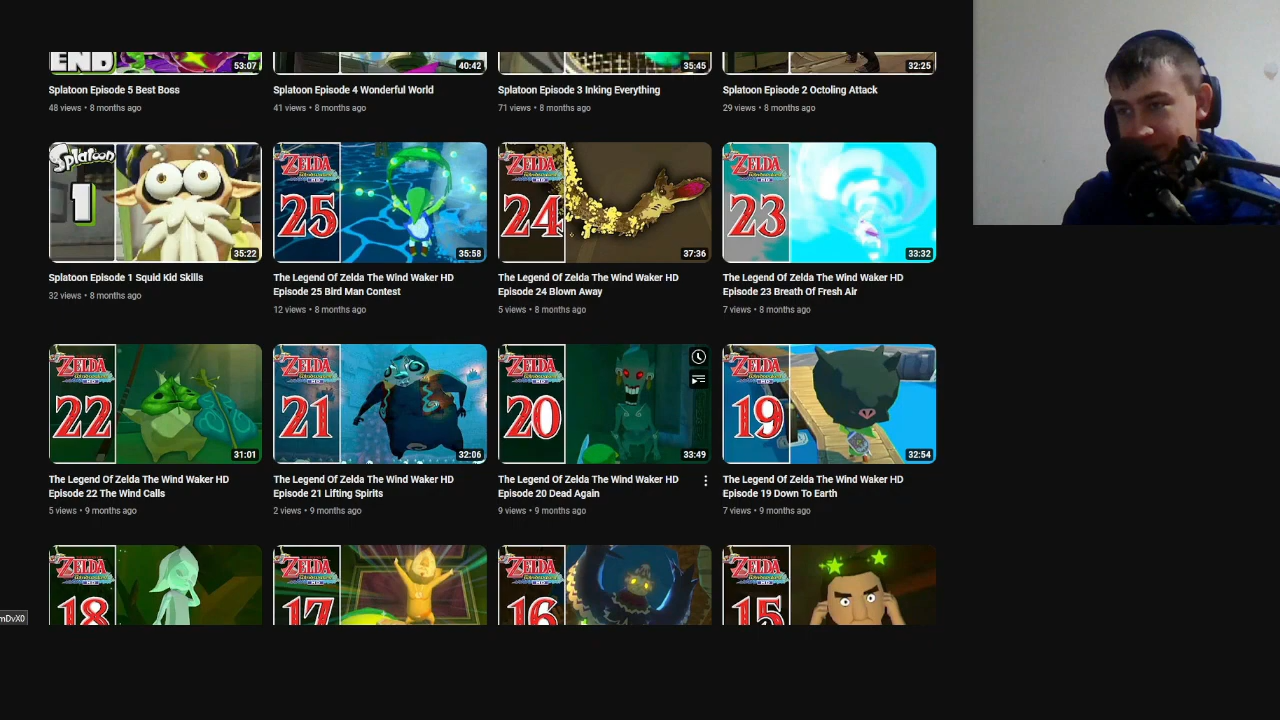 END
53:07
40:42
35:45
32:25
Splatoon Episode 5 Best Boss
Splatoon Episode 4 Wonderful World
Splatoon Episode 3 Inking Everything
Splatoon Episode 2 Octoling Attack
48 views • 8 months ago
41 views • 8 months ago
71 views • 8 months ago
29 views • 8 months ago
Splatoon
1
35:22
ZELDA
25
35:58
ZELDA
24
37:36
ZELDA
23
33:32
Splatoon Episode 1 Squid Kid Skills
32 views • 8 months ago
The Legend Of Zelda The Wind Waker HD
Episode 25 Bird Man Contest
12 views • 8 months ago
The Legend Of Zelda The Wind Waker HD
Episode 24 Blown Away
5 views • 8 months ago
The Legend Of Zelda The Wind Waker HD
Episode 23 Breath Of Fresh Air
7 views • 8 months ago
ZELDA
22
31:01
ZELDA
21
32:06
ZELDA
20
33:49
ZELDA
19
32:54
The Legend Of Zelda The Wind Waker HD
Episode 22 The Wind Calls
5 views • 9 months ago
The Legend Of Zelda The Wind Waker HD
Episode 21 Lifting Spirits
2 views • 9 months ago
The Legend Of Zelda The Wind Waker HD
Episode 20 Dead Again
9 views • 9 months ago
The Legend Of Zelda The Wind Waker HD
Episode 19 Down To Earth
7 views • 9 months ago
ZELDA
18
ZELDA
17
ZELDA
16
ZELDA
15
mDvX0